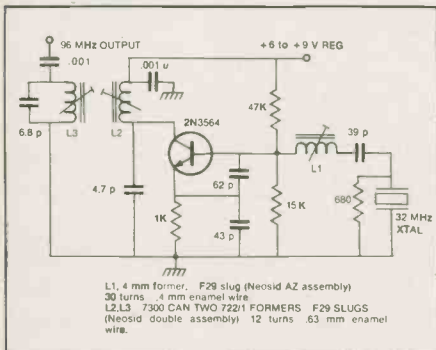 96 MHz OUTPUT
.001
+6 to +9 V REG
.001 u
2N3564
47K
39 p
6.8 p
L3
L2
L1
4.7 p
62 p
680
15 K
1K
43 p
32 MHz
XTAL
L1, 4 mm former, F29 slug (Neosid AZ assembly)
30 turns .4 mm enamel wire
L2,L3 7300 CAN TWO 722/1 FORMERS F29 SLUGS
(Neosid double assembly) 12 turns .63 mm enamel
wire.